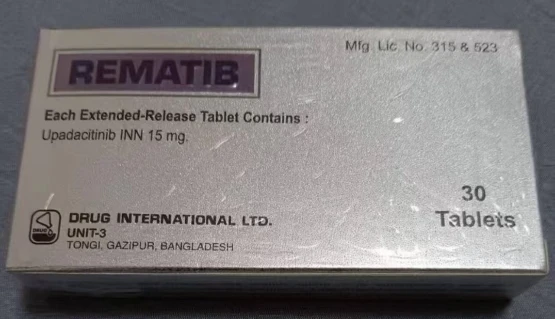 Mfg. Lic. No. 315 & 523
REMATIB
Each Extended-Release Tablet Contains :
Upadacitinib INN 15 mg.
30
Tablets
DRUG
DRUG INTERNATIONAL LTD.
UNIT-3
TONGI, GAZIPUR, BANGLADESH